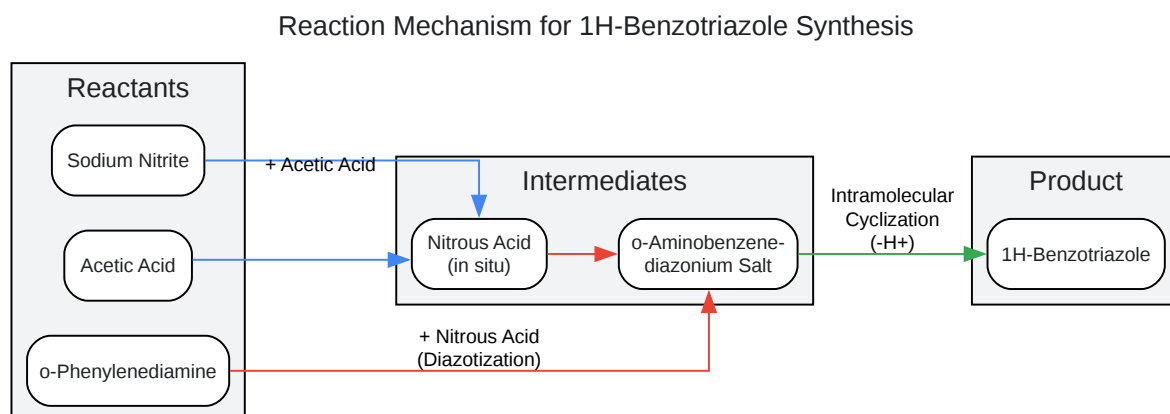 Reaction Mechanism for 1H-Benzotriazole Synthesis
Reactants
Sodium Nitrite
+ Acetic Acid
Acetic Acid
o-Phenylenediamine
Intermediates
Nitrous Acid
(in situ)
o-Aminobenzene-
diazonium Salt
+ Nitrous Acid
(Diazotization)
Intramolecular
Cyclization
(-H+)
Product
1H-Benzotriazole